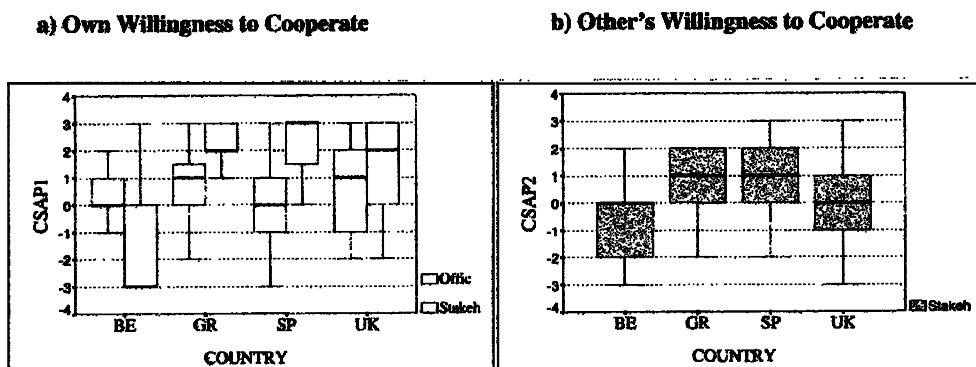 a) Own Willingness to Cooperate
b) Other's Willingness to Cooperate
4
3
2
1
0
-1
-2
-3
-4
CSAP1
BE GR SP UK
COUNTRY
Offic
Stakeh
4
3
2
1
0
-1
-2
-3
-4
CSAP2
BE GR SP UK
COUNTRY
Stakeh